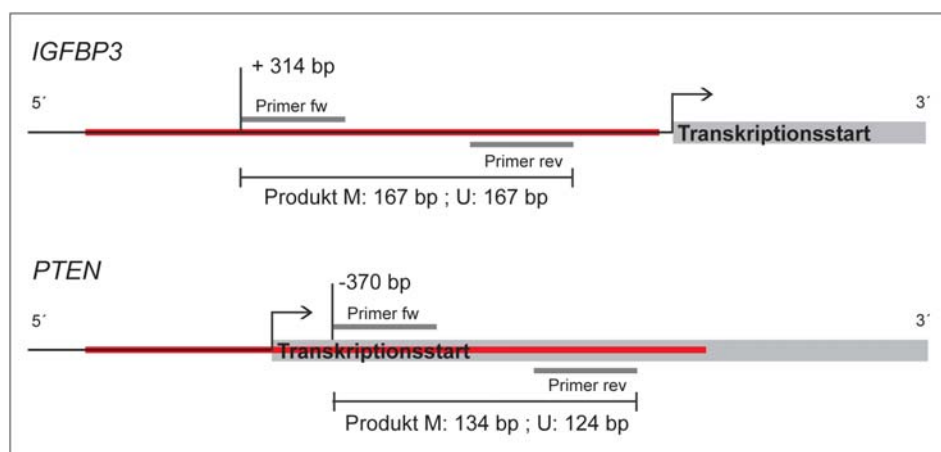 IGFBP3
+ 314 bp
5´
Primer fw
3´
Transkriptionsstart
Primer rev
Produkt M: 167 bp ; U: 167 bp
PTEN
-370 bp
5´
Primer fw
3´
Transkriptionsstart
Primer rev
Produkt M: 134 bp ; U: 124 bp